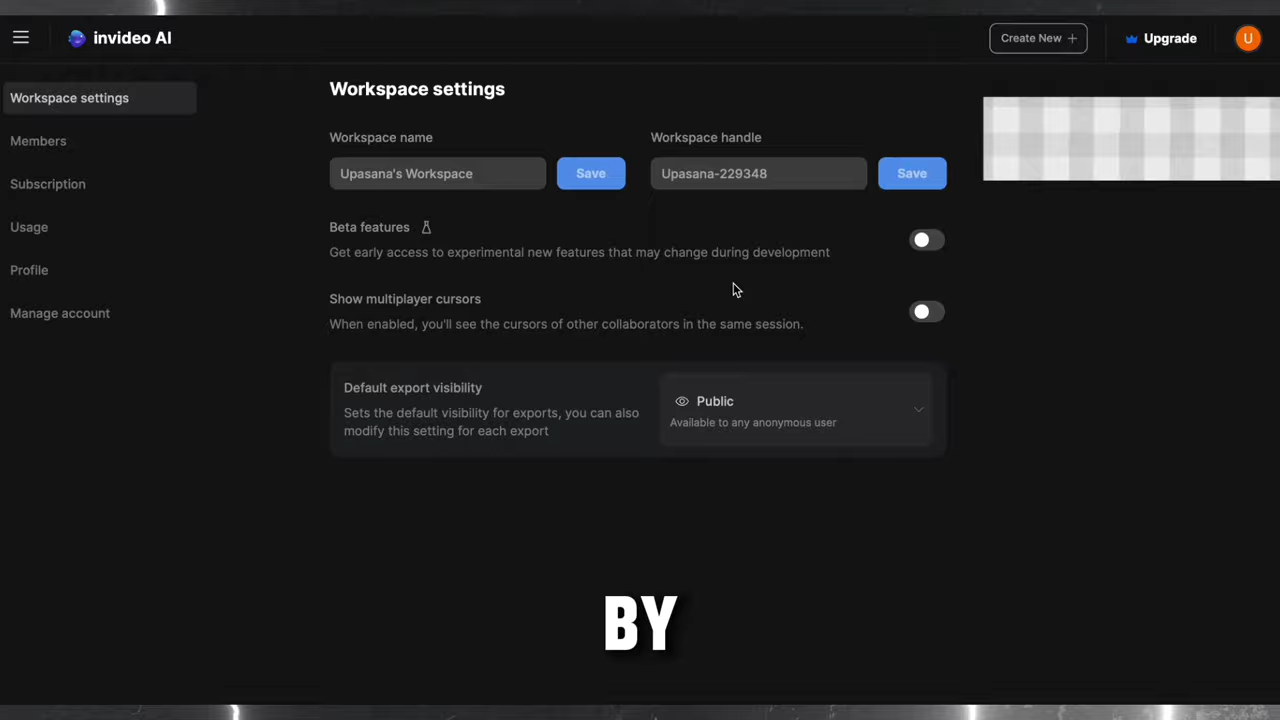 invideo AI
Create New +
Upgrade
U
Workspace settings
Members
Subscription
Usage
Profile
Manage account
Workspace settings
Workspace name
Workspace handle
Upasana's Workspace
Save
Upasana-229348
Save
Beta features
Get early access to experimental new features that may change during development
Show multiplayer cursors
When enabled, you'll see the cursors of other collaborators in the same session.
Default export visibility
Sets the default visibility for exports, you can also
modify this setting for each export
Public
Available to any anonymous user
BY